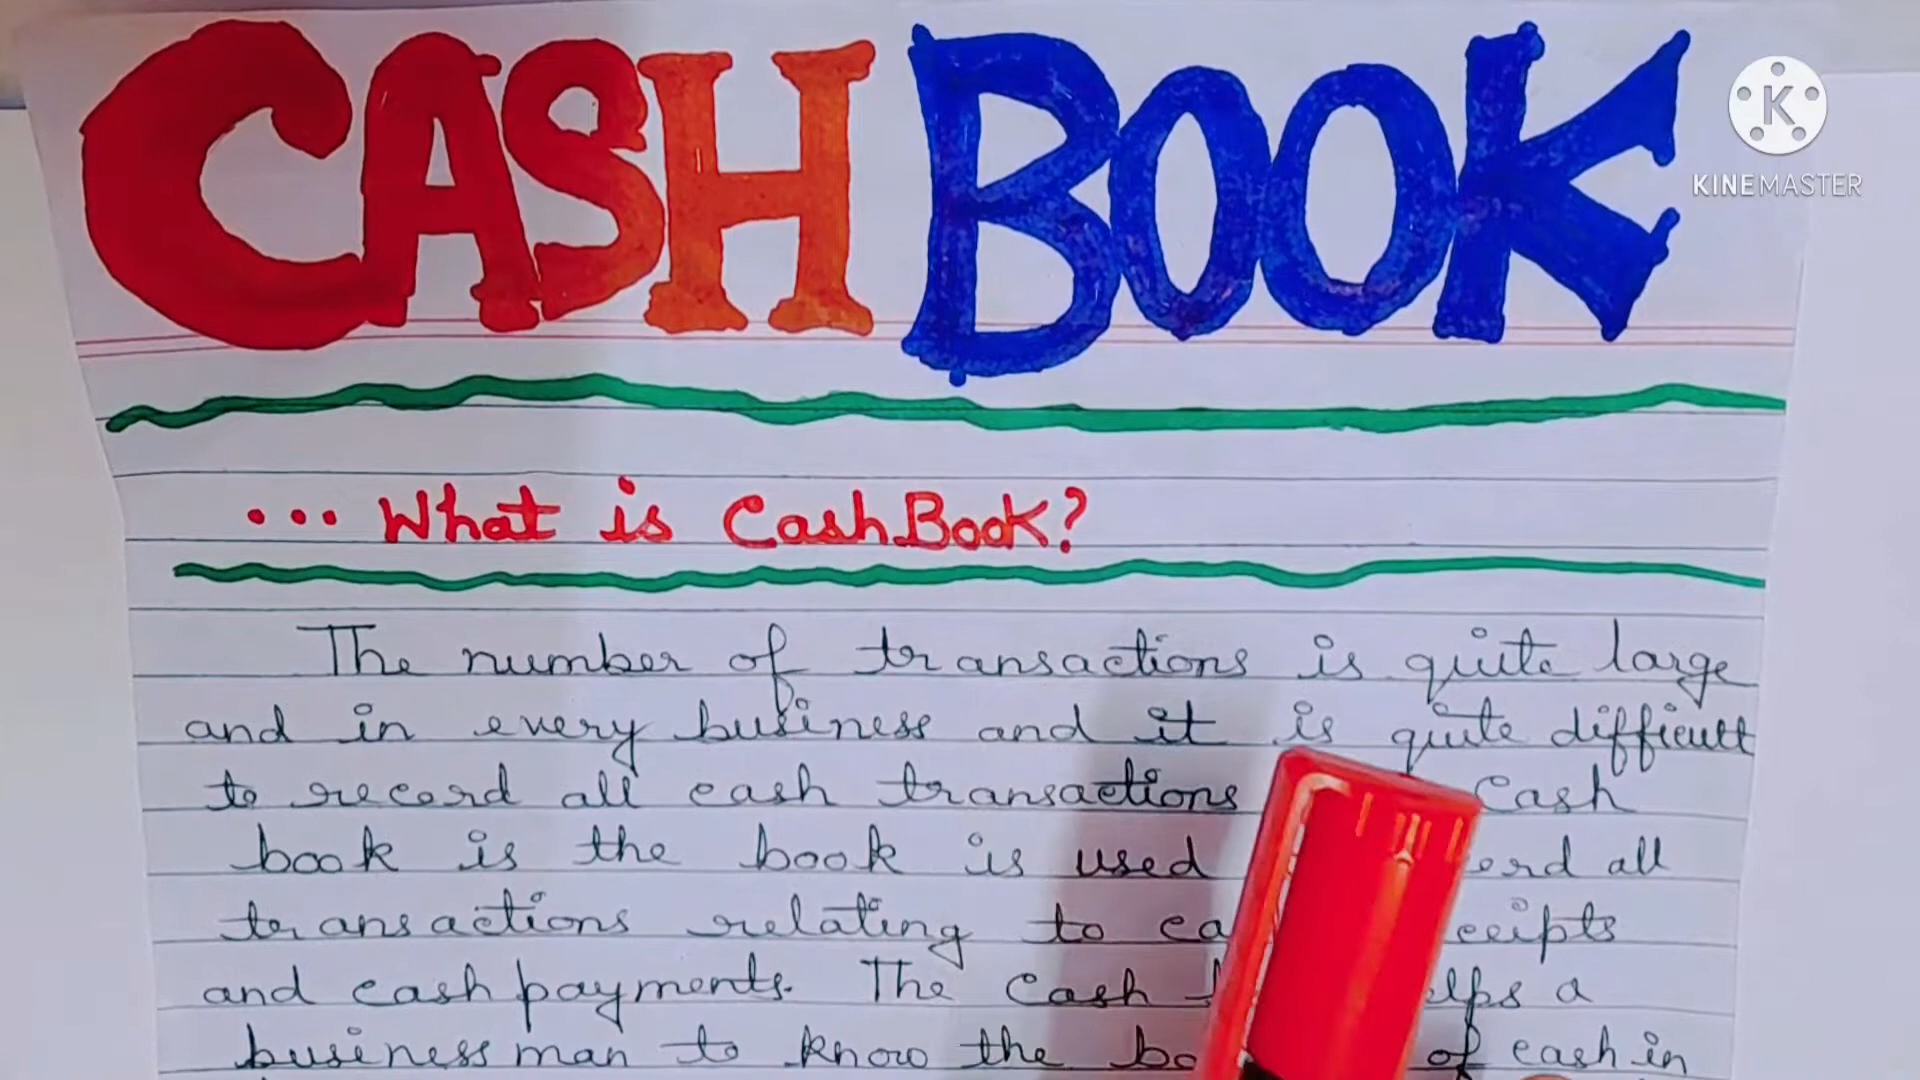 CASH BOOK
KINEMASTER
... What is CashBook?
The number of transactions is quite large
and in every business and it is quite difficult
to record all cash transactions Cash
book is the book is used all
transactions relating to
and cash payments. The Cash a
business man to know the of cash in